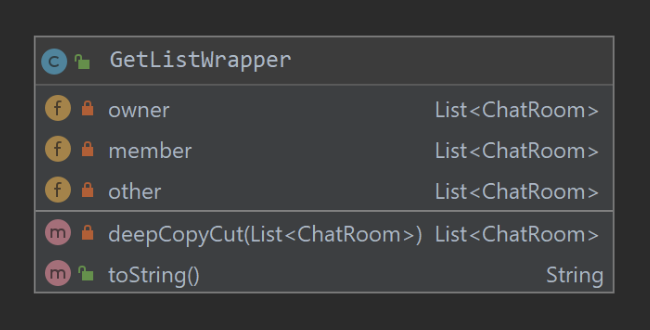 c GetListWrapper
f owner List<ChatRoom>
f member List<ChatRoom>
f other List<ChatRoom>
m deepCopyCut(List<ChatRoom>) List<ChatRoom>
m toString() String